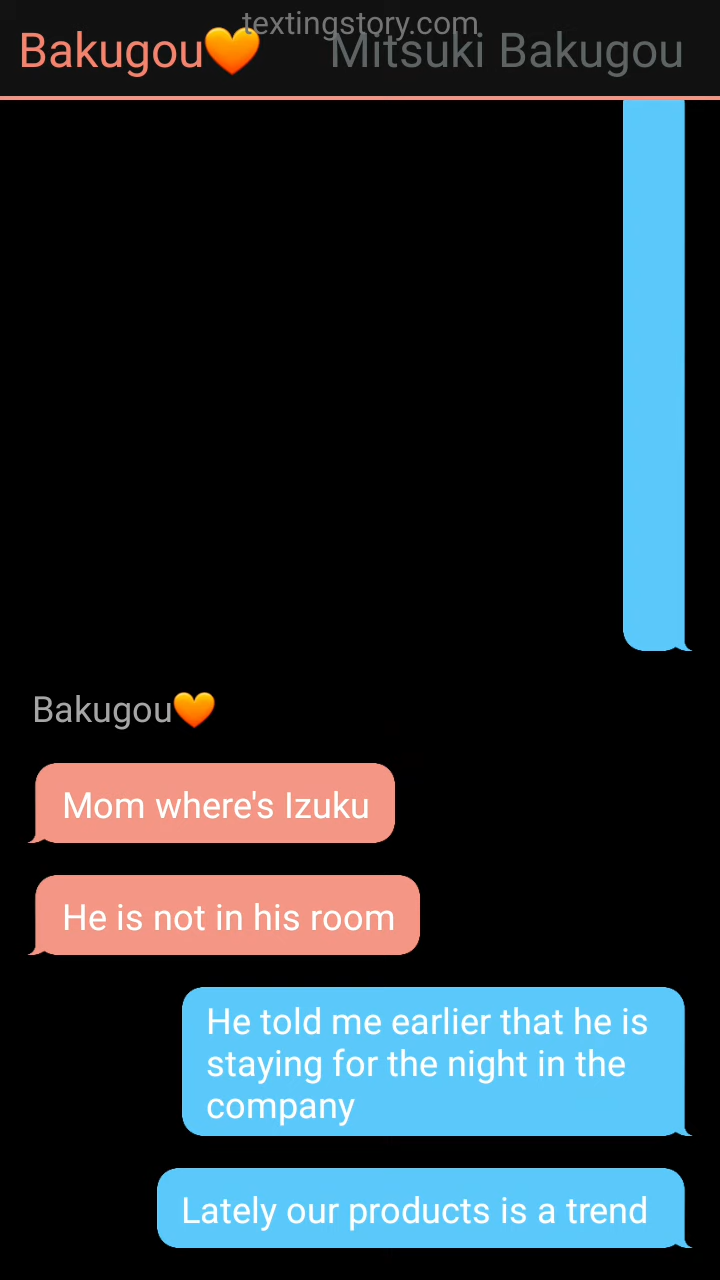 textingstory.com
Bakugou🧡 Mitsuki Bakugou
Bakugou🧡
Mom where's Izuku
He is not in his room
He told me earlier that he is
staying for the night in the
company
Lately our products is a trend